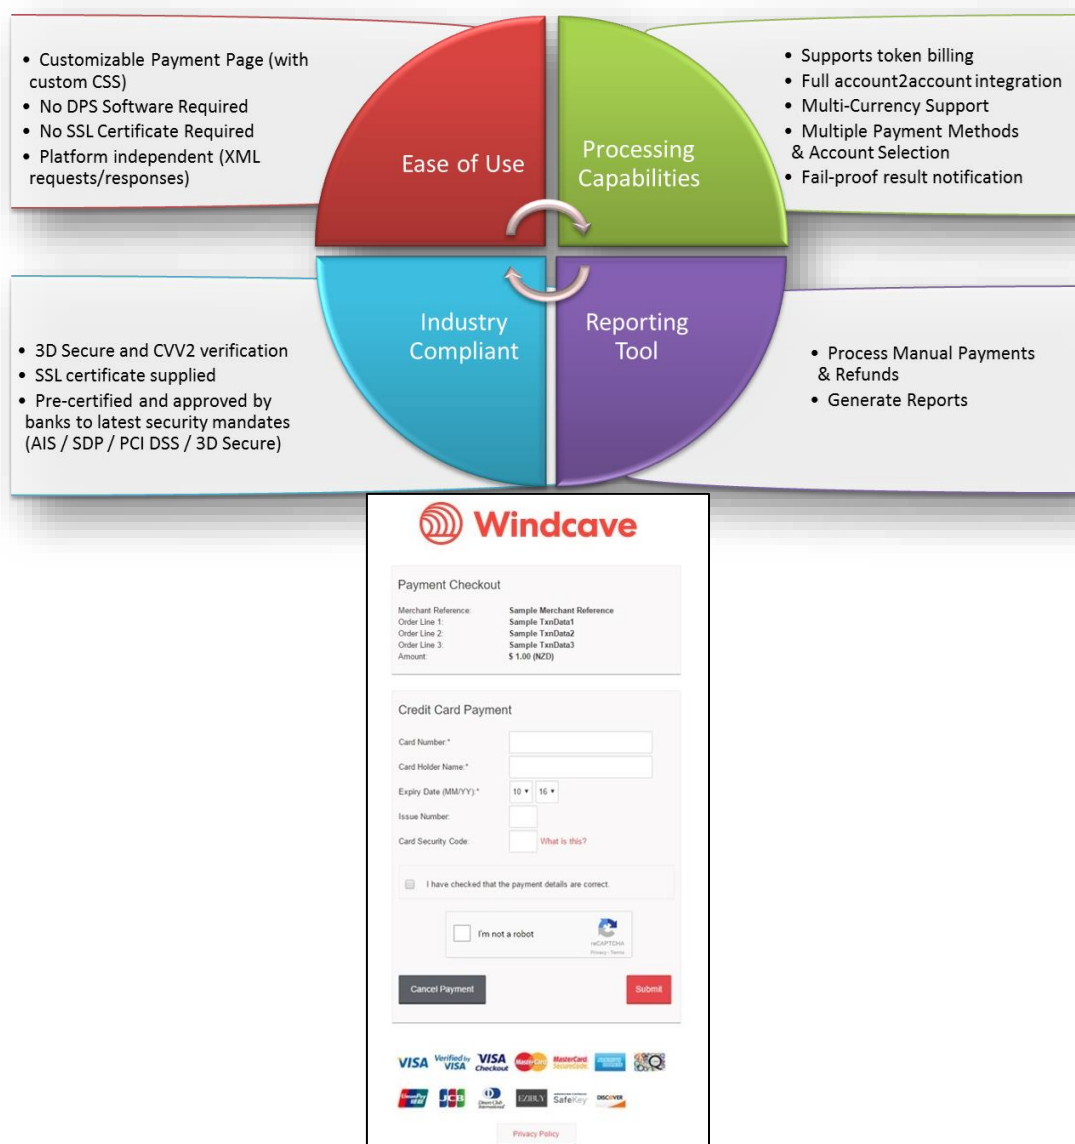 • Customizable Payment Page (with
custom CSS)
• No DPS Software Required
• No SSL Certificate Required
• Platform independent (XML
requests/responses)
Ease of Use
Processing
Capabilities
• Supports token billing
• Full account2account integration
• Multi-Currency Support
• Multiple Payment Methods
& Account Selection
• Fail-proof result notification
• 3D Secure and CVV2 verification
• SSL certificate supplied
• Pre-certified and approved by
banks to latest security mandates
(AIS / SDP / PCI DSS / 3D Secure)
Industry
Compliant
Reporting
Tool
• Process Manual Payments
& Refunds
• Generate Reports
Windcave
Payment Checkout
Merchant Reference: Sample Merchant Reference
Order Line 1: Sample TxnData1
Order Line 2: Sample TxnData2
Order Line 3: Sample TxnData3
Amount: $ 1.00 (NZD)
Credit Card Payment
Card Number:*
Card Holder Name:*
Expiry Date (MM/YY):* 10 16
Issue Number:
Card Security Code: What is this?
I have checked that the payment details are correct.
I'm not a robot
reCAPTCHA
Privacy - Terms
Cancel Payment
Submit
VISA Verified by VISA VISA Checkout MasterCard MasterCard SecureCode
UnionPay JCB Diners Club International EZIBUY SafeKey DISCOVER
Privacy Policy